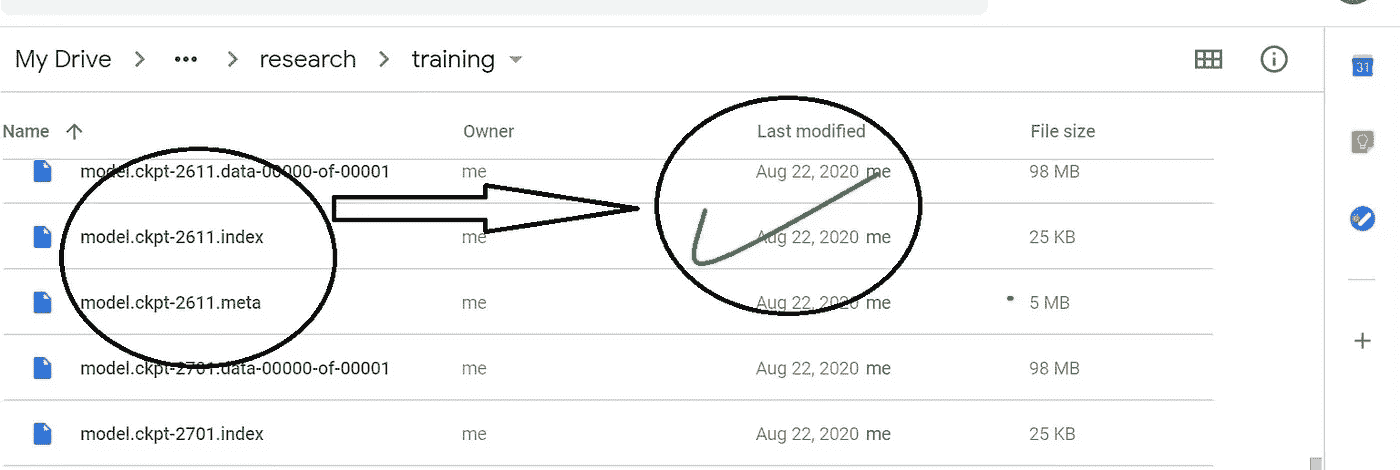 My Drive > ... > research > training
Name Owner Last modified File size
model.ckpt-2611.data-00000-of-00001 me Aug 22, 2020 me 98 MB
model.ckpt-2611.index me Aug 22, 2020 me 25 KB
model.ckpt-2611.meta me Aug 22, 2020 me 5 MB
model.ckpt-2701.data-00000-of-00001 me Aug 22, 2020 me 98 MB
model.ckpt-2701.index me Aug 22, 2020 me 25 KB
31